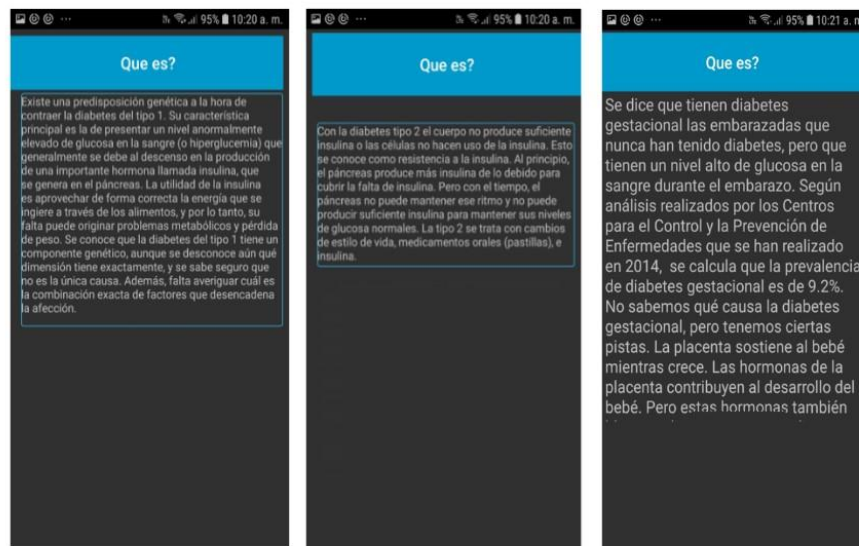 95% 10:20 a. m.
Que es?
Existe una predisposición genética a la hora de
contraer la diabetes del tipo 1. Su característica
principal es la de presentar un nivel anormalmente
elevado de glucosa en la sangre (o hiperglucemia) que
generalmente se debe al descenso en la producción
de una importante hormona llamada insulina, que
se genera en el páncreas. La utilidad de la insulina
es aprovechar de forma correcta la energía que se
ingiere a través de los alimentos, y por lo tanto, su
falta puede originar problemas metabólicos y pérdida
de peso. Se conoce que la diabetes del tipo 1 tiene un
componente genético, aunque se desconoce aún qué
dimensión tiene exactamente, y se sabe seguro que
no es la única causa. Además, falta averiguar cuál es
la combinación exacta de factores que desencadena
la afección.
95% 10:20 a. m.
Que es?
Con la diabetes tipo 2 el cuerpo no produce suficiente
insulina o las células no hacen uso de la insulina. Esto
se conoce como resistencia a la insulina. Al principio,
el páncreas produce más insulina de lo debido para
cubrir la falta de insulina. Pero con el tiempo, el
páncreas no puede mantener ese ritmo y no puede
producir suficiente insulina para mantener sus niveles
de glucosa normales. La tipo 2 se trata con cambios
de estilo de vida, medicamentos orales (pastillas), e
insulina.
95% 10:21 a. m
Que es?
Se dice que tienen diabetes
gestacional las embarazadas que
nunca han tenido diabetes, pero que
tienen un nivel alto de glucosa en la
sangre durante el embarazo. Según
análisis realizados por los Centros
para el Control y la Prevención de
Enfermedades que se han realizado
en 2014, se calcula que la prevalencia
de diabetes gestacional es de 9.2%.
No sabemos qué causa la diabetes
gestacional, pero tenemos ciertas
pistas. La placenta sostiene al bebé
mientras crece. Las hormonas de la
placenta contribuyen al desarrollo del
bebé. Pero estas hormonas también